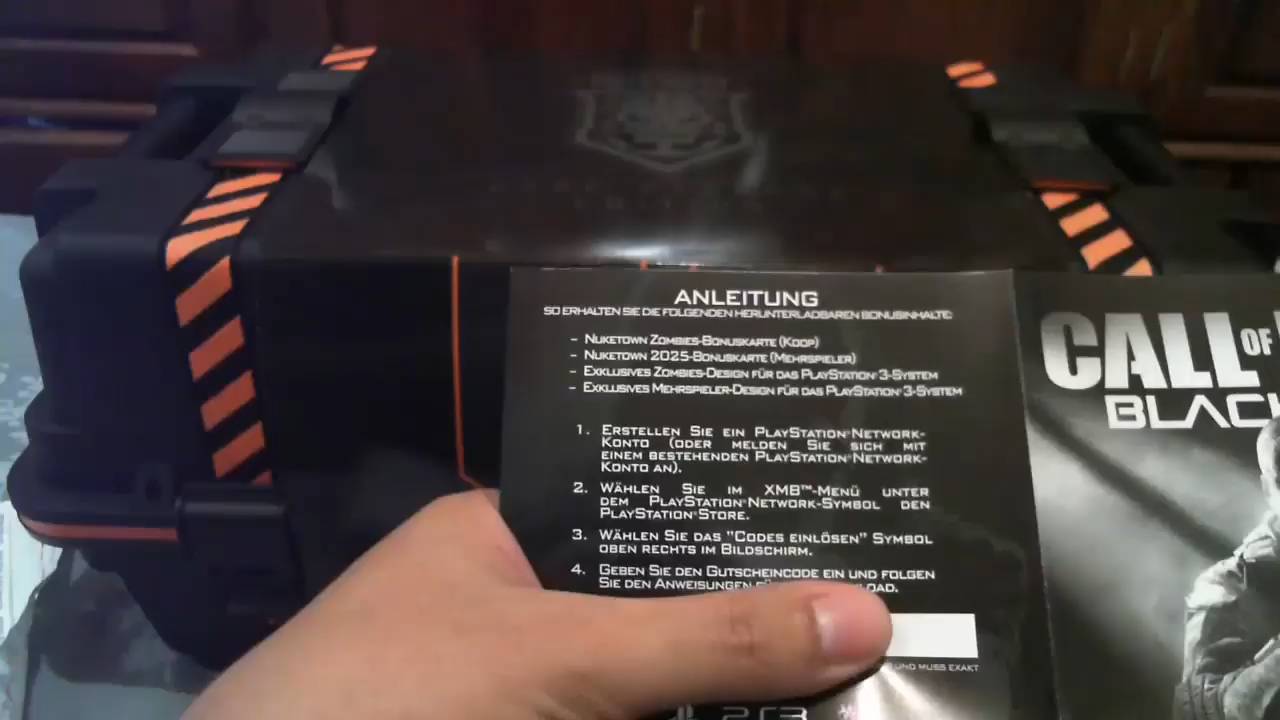 ANLEITUNG
SO ERHALTEN SIE DIE FOLGENDEN HERUNTERLADBAREN BONUSINHALTE:
- NUKETOWN ZOMBIES-BONUSKARTE (KOOP)
- NUKETOWN 2025-BONUSKARTE (MEHRSPIELER)
- EXKLUSIVES ZOMBIES-DESIGN FÜR DAS PLAYSTATION®3-SYSTEM
- EXKLUSIVES MEHRSPIELER-DESIGN FÜR DAS PLAYSTATION®3-SYSTEM
1. ERSTELLEN SIE EIN PLAYSTATION®NETWORK-
KONTO (ODER MELDEN SIE SICH MIT
EINEM BESTEHENDEN PLAYSTATION®NETWORK-
KONTO AN).
2. WÄHLEN SIE IM XMB™-MENÜ UNTER
DEM PLAYSTATION®NETWORK-SYMBOL DEN
PLAYSTATION®STORE.
3. WÄHLEN SIE DAS "CODES EINLÖSEN" SYMBOL
OBEN RECHTS IM BILDSCHIRM.
4. GEBEN SIE DEN GUTSCHEINCODE EIN UND FOLGEN
SIE DEN ANWEISUNGEN
UND MUSS EXAKT
PS3
CALL OF
BLACK